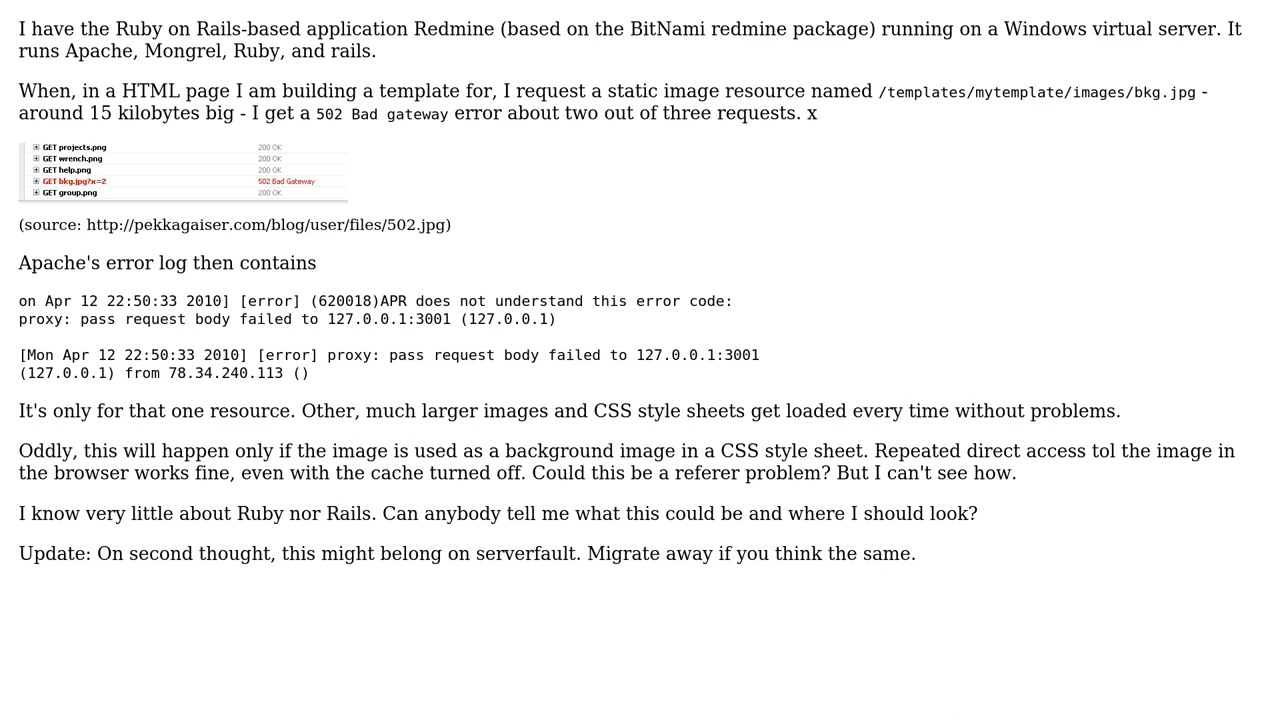 I have the Ruby on Rails-based application Redmine (based on the BitNami redmine package) running on a Windows virtual server. It
runs Apache, Mongrel, Ruby, and rails.
When, in a HTML page I am building a template for, I request a static image resource named /templates/mytemplate/images/bkg.jpg -
around 15 kilobytes big - I get a 502 Bad gateway error about two out of three requests. x
GET projects.png 200 OK
GET wrench.png 200 OK
GET help.png 200 OK
GET bkg.jpg?x=2 502 Bad Gateway
GET group.png 200 OK
(source: http://pekkagaiser.com/blog/user/files/502.jpg)
Apache's error log then contains
on Apr 12 22:50:33 2010] [error] (620018)APR does not understand this error code:
proxy: pass request body failed to 127.0.0.1:3001 (127.0.0.1)
[Mon Apr 12 22:50:33 2010] [error] proxy: pass request body failed to 127.0.0.1:3001
(127.0.0.1) from 78.34.240.113 ()
It's only for that one resource. Other, much larger images and CSS style sheets get loaded every time without problems.
Oddly, this will happen only if the image is used as a background image in a CSS style sheet. Repeated direct access tol the image in
the browser works fine, even with the cache turned off. Could this be a referer problem? But I can't see how.
I know very little about Ruby nor Rails. Can anybody tell me what this could be and where I should look?
Update: On second thought, this might belong on serverfault. Migrate away if you think the same.